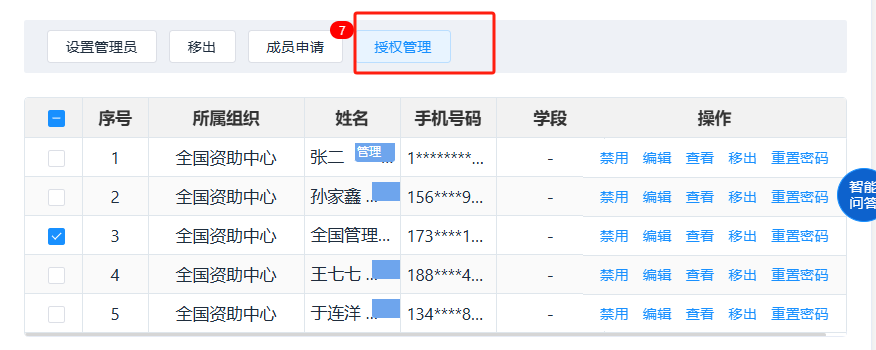 设置管理员 移出 成员申请 7 授权管理
序号 所属组织 姓名 手机号码 学段 操作
1 全国资助中心 张二 管理... 1********... - 禁用 编辑 查看 移出 重置密码
2 全国资助中心 孙家鑫 ... 156****9... - 禁用 编辑 查看 移出 重置密码
3 全国资助中心 全国管理... 173****1... - 禁用 编辑 查看 移出 重置密码
4 全国资助中心 王七七 ... 188****4... - 禁用 编辑 查看 移出 重置密码
5 全国资助中心 于连洋 ... 134****8... - 禁用 编辑 查看 移出 重置密码
智能
问答